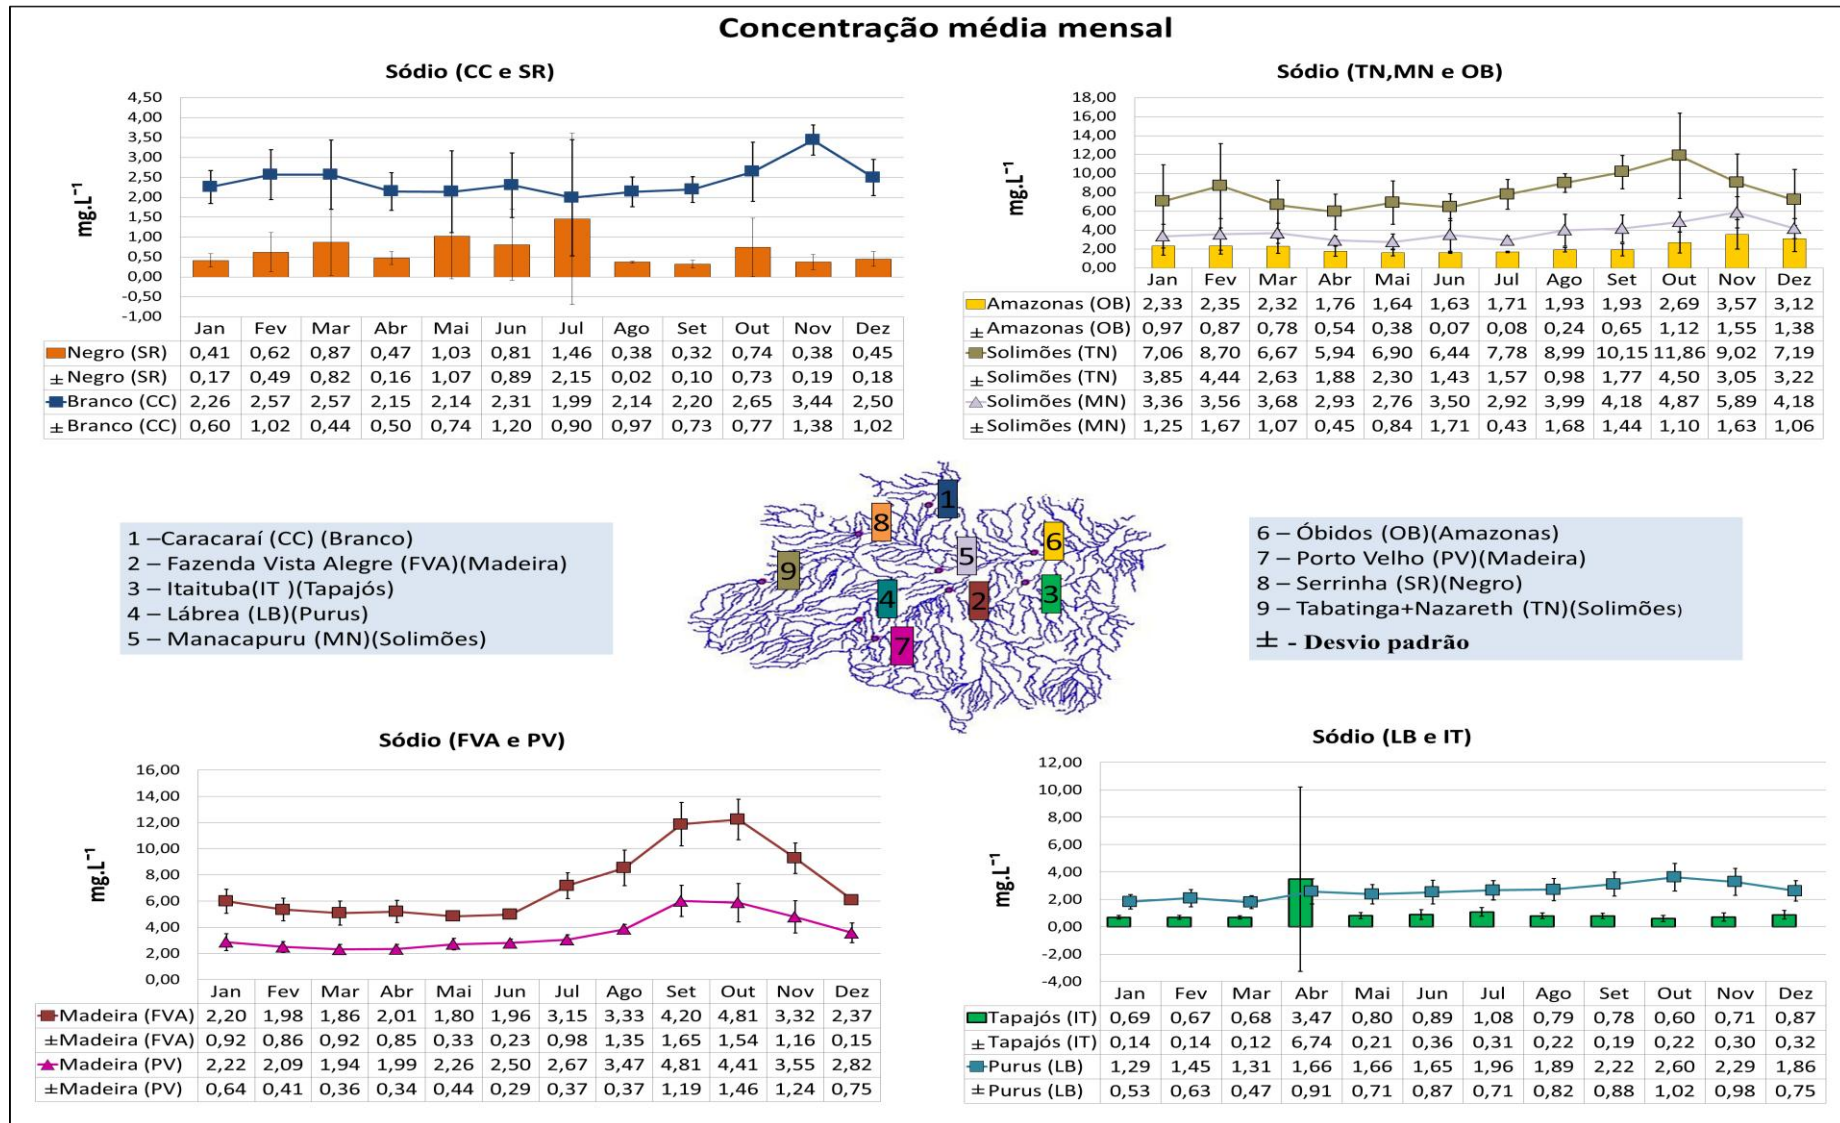 Concentração média mensal
Sódio (CC e SR)
mg.L⁻¹
4,50
4,00
3,50
3,00
2,50
2,00
1,50
1,00
0,50
0,00
-0,50
-1,00
Jan Fev Mar Abr Mai Jun Jul Ago Set Out Nov Dez
Negro (SR) 0,41 0,62 0,87 0,47 1,03 0,81 1,46 0,38 0,32 0,74 0,38 0,45
± Negro (SR) 0,17 0,49 0,82 0,16 1,07 0,89 2,15 0,02 0,10 0,73 0,19 0,18
Branco (CC) 2,26 2,57 2,57 2,15 2,14 2,31 1,99 2,14 2,20 2,65 3,44 2,50
± Branco (CC) 0,60 1,02 0,44 0,50 0,74 1,20 0,90 0,97 0,73 0,77 1,38 1,02
Sódio (TN,MN e OB)
mg.L⁻¹
18,00
16,00
14,00
12,00
10,00
8,00
6,00
4,00
2,00
0,00
Jan Fev Mar Abr Mai Jun Jul Ago Set Out Nov Dez
Amazonas (OB) 2,33 2,35 2,32 1,76 1,64 1,63 1,71 1,93 1,93 2,69 3,57 3,12
± Amazonas (OB) 0,97 0,87 0,78 0,54 0,38 0,07 0,08 0,24 0,65 1,12 1,55 1,38
Solimões (TN) 7,06 8,70 6,67 5,94 6,90 6,44 7,78 8,99 10,15 11,86 9,02 7,19
± Solimões (TN) 3,85 4,44 2,63 1,88 2,30 1,43 1,57 0,98 1,77 4,50 3,05 3,22
Solimões (MN) 3,36 3,56 3,68 2,93 2,76 3,50 2,92 3,99 4,18 4,87 5,89 4,18
± Solimões (MN) 1,25 1,67 1,07 0,45 0,84 1,71 0,43 1,68 1,44 1,10 1,63 1,06
1 –Caracaraí (CC) (Branco)
2 – Fazenda Vista Alegre (FVA)(Madeira)
3 – Itaituba(IT )(Tapajós)
4 – Lábrea (LB)(Purus)
5 – Manacapuru (MN)(Solimões)
1
8
6
5
9
4
2
3
7
6 – Óbidos (OB)(Amazonas)
7 – Porto Velho (PV)(Madeira)
8 – Serrinha (SR)(Negro)
9 – Tabatinga+Nazareth (TN)(Solimões)
± - Desvio padrão
Sódio (FVA e PV)
mg.L⁻¹
16,00
14,00
12,00
10,00
8,00
6,00
4,00
2,00
0,00
Jan Fev Mar Abr Mai Jun Jul Ago Set Out Nov Dez
Madeira (FVA) 2,20 1,98 1,86 2,01 1,80 1,96 3,15 3,33 4,20 4,81 3,32 2,37
±Madeira (FVA) 0,92 0,86 0,92 0,85 0,33 0,23 0,98 1,35 1,65 1,54 1,16 0,15
Madeira (PV) 2,22 2,09 1,94 1,99 2,26 2,50 2,67 3,47 4,81 4,41 3,55 2,82
±Madeira (PV) 0,64 0,41 0,36 0,34 0,44 0,29 0,37 0,37 1,19 1,46 1,24 0,75
Sódio (LB e IT)
mg.L⁻¹
12,00
10,00
8,00
6,00
4,00
2,00
0,00
-2,00
-4,00
Jan Fev Mar Abr Mai Jun Jul Ago Set Out Nov Dez
Tapajós (IT) 0,69 0,67 0,68 3,47 0,80 0,89 1,08 0,79 0,78 0,60 0,71 0,87
± Tapajós (IT) 0,14 0,14 0,12 6,74 0,21 0,36 0,31 0,22 0,19 0,22 0,30 0,32
Purus (LB) 1,29 1,45 1,31 1,66 1,66 1,65 1,96 1,89 2,22 2,60 2,29 1,86
± Purus (LB) 0,53 0,63 0,47 0,91 0,71 0,87 0,71 0,82 0,88 1,02 0,98 0,75